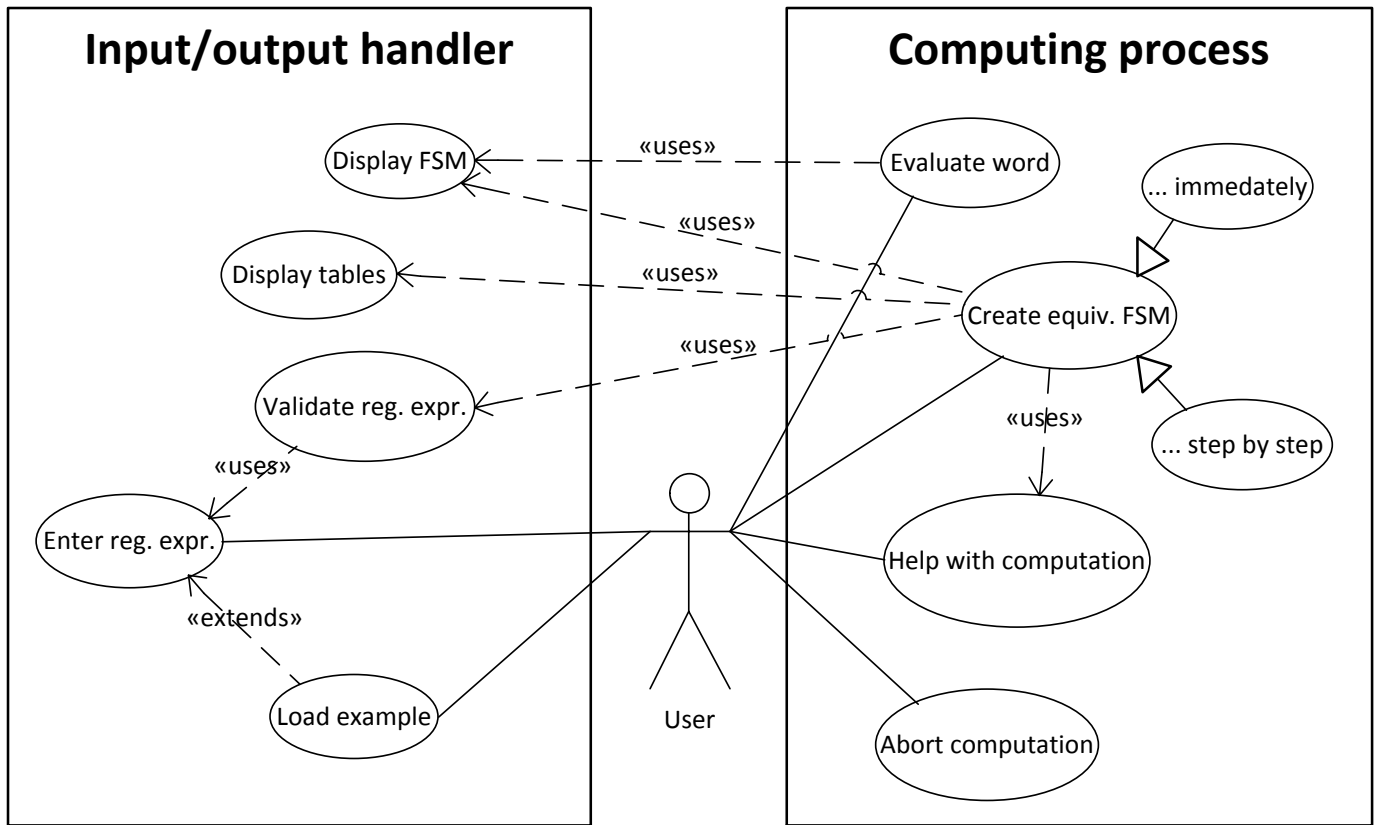 Input/output handler
Computing process
Display FSM
«uses»
Evaluate word
... immedately
«uses»
Display tables
«uses»
Create equiv. FSM
«uses»
Validate reg. expr.
«uses»
... step by step
«uses»
Enter reg. expr.
Help with computation
«extends»
Load example
User
Abort computation